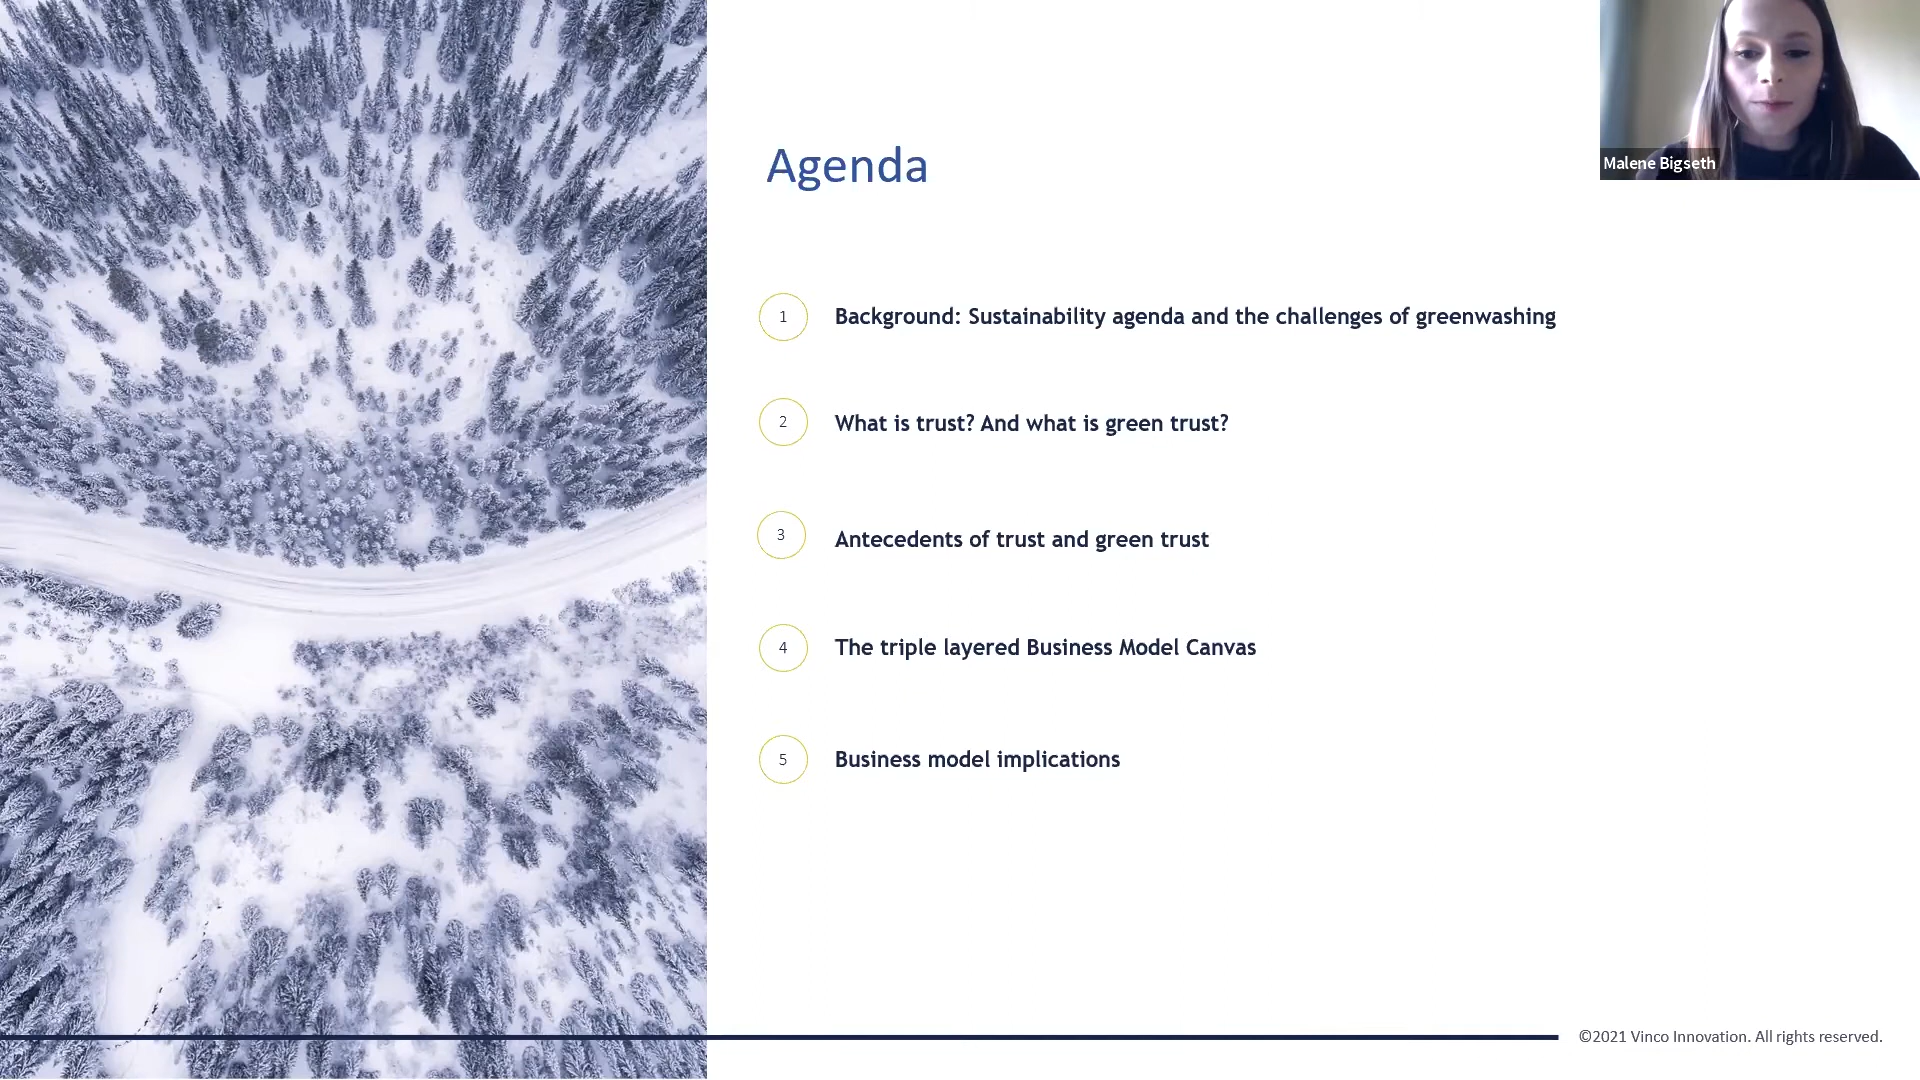 Agenda
Malene Bigseth
1
Background: Sustainability agenda and the challenges of greenwashing
2
What is trust? And what is green trust?
3
Antecedents of trust and green trust
4
The triple layered Business Model Canvas
5
Business model implications
©2021 Vinco Innovation. All rights reserved.